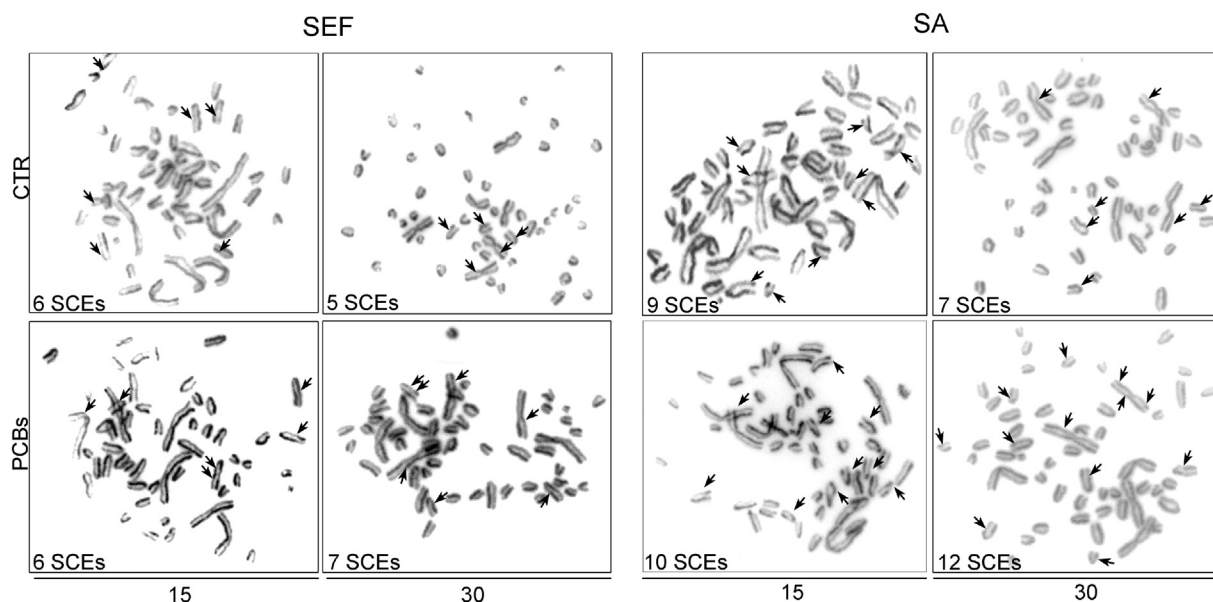 SEF
SA
CTR
6 SCEs
5 SCEs
9 SCEs
7 SCEs
PCBs
6 SCEs
7 SCEs
10 SCEs
12 SCEs
15
30
15
30